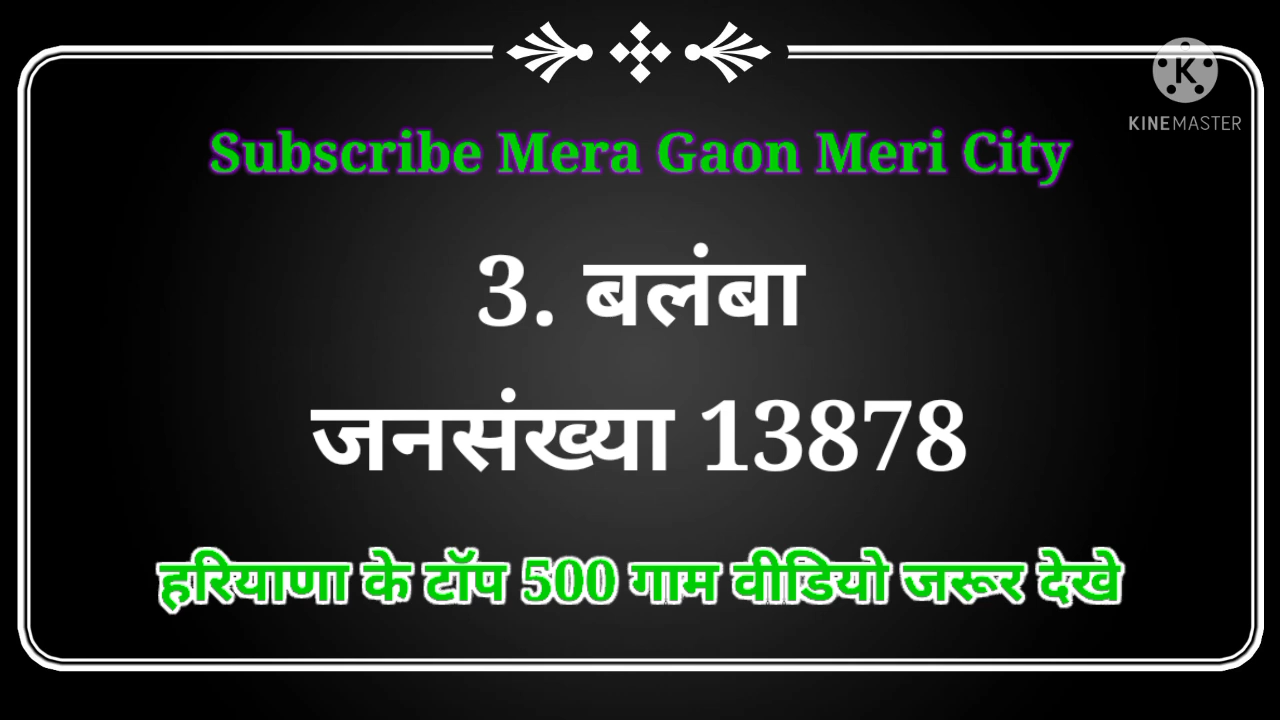 KINEMASTER
Subscribe Mera Gaon Meri City
3. बलंबा
जनसंख्या 13878
हरियाणा के टॉप 500 गाम वीडियो जरूर देखे